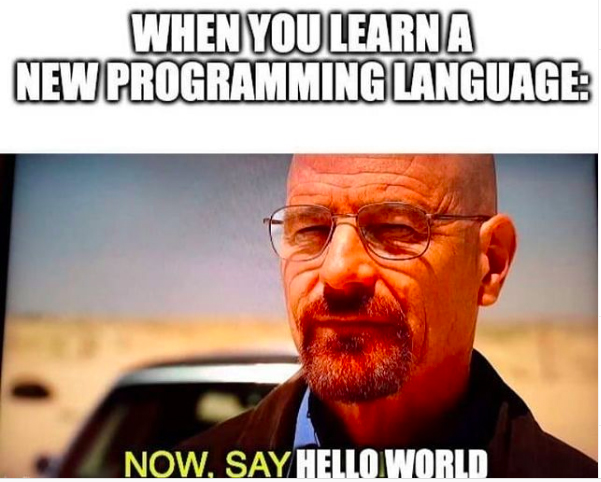 WHEN YOU LEARN A
NEW PROGRAMMING LANGUAGE:
NOW, SAY HELLO WORLD